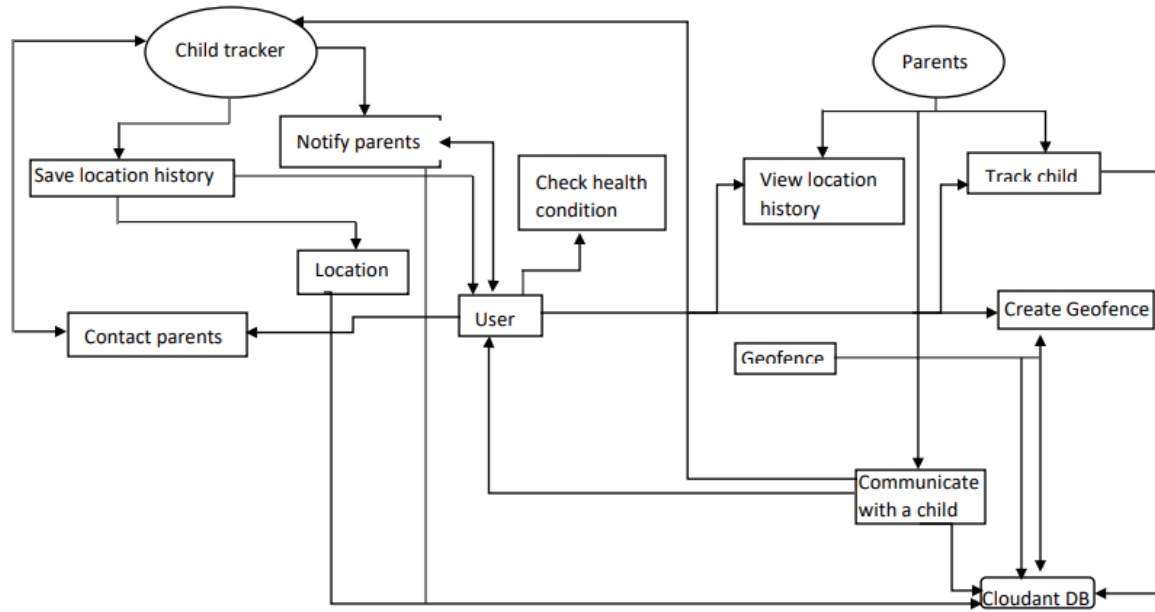 Child tracker
Parents
Notify parents
Save location history
Check health
condition
View location
history
Track child
Location
User
Create Geofence
Contact parents
Geofence
Communicate
with a child
Cloudant DB